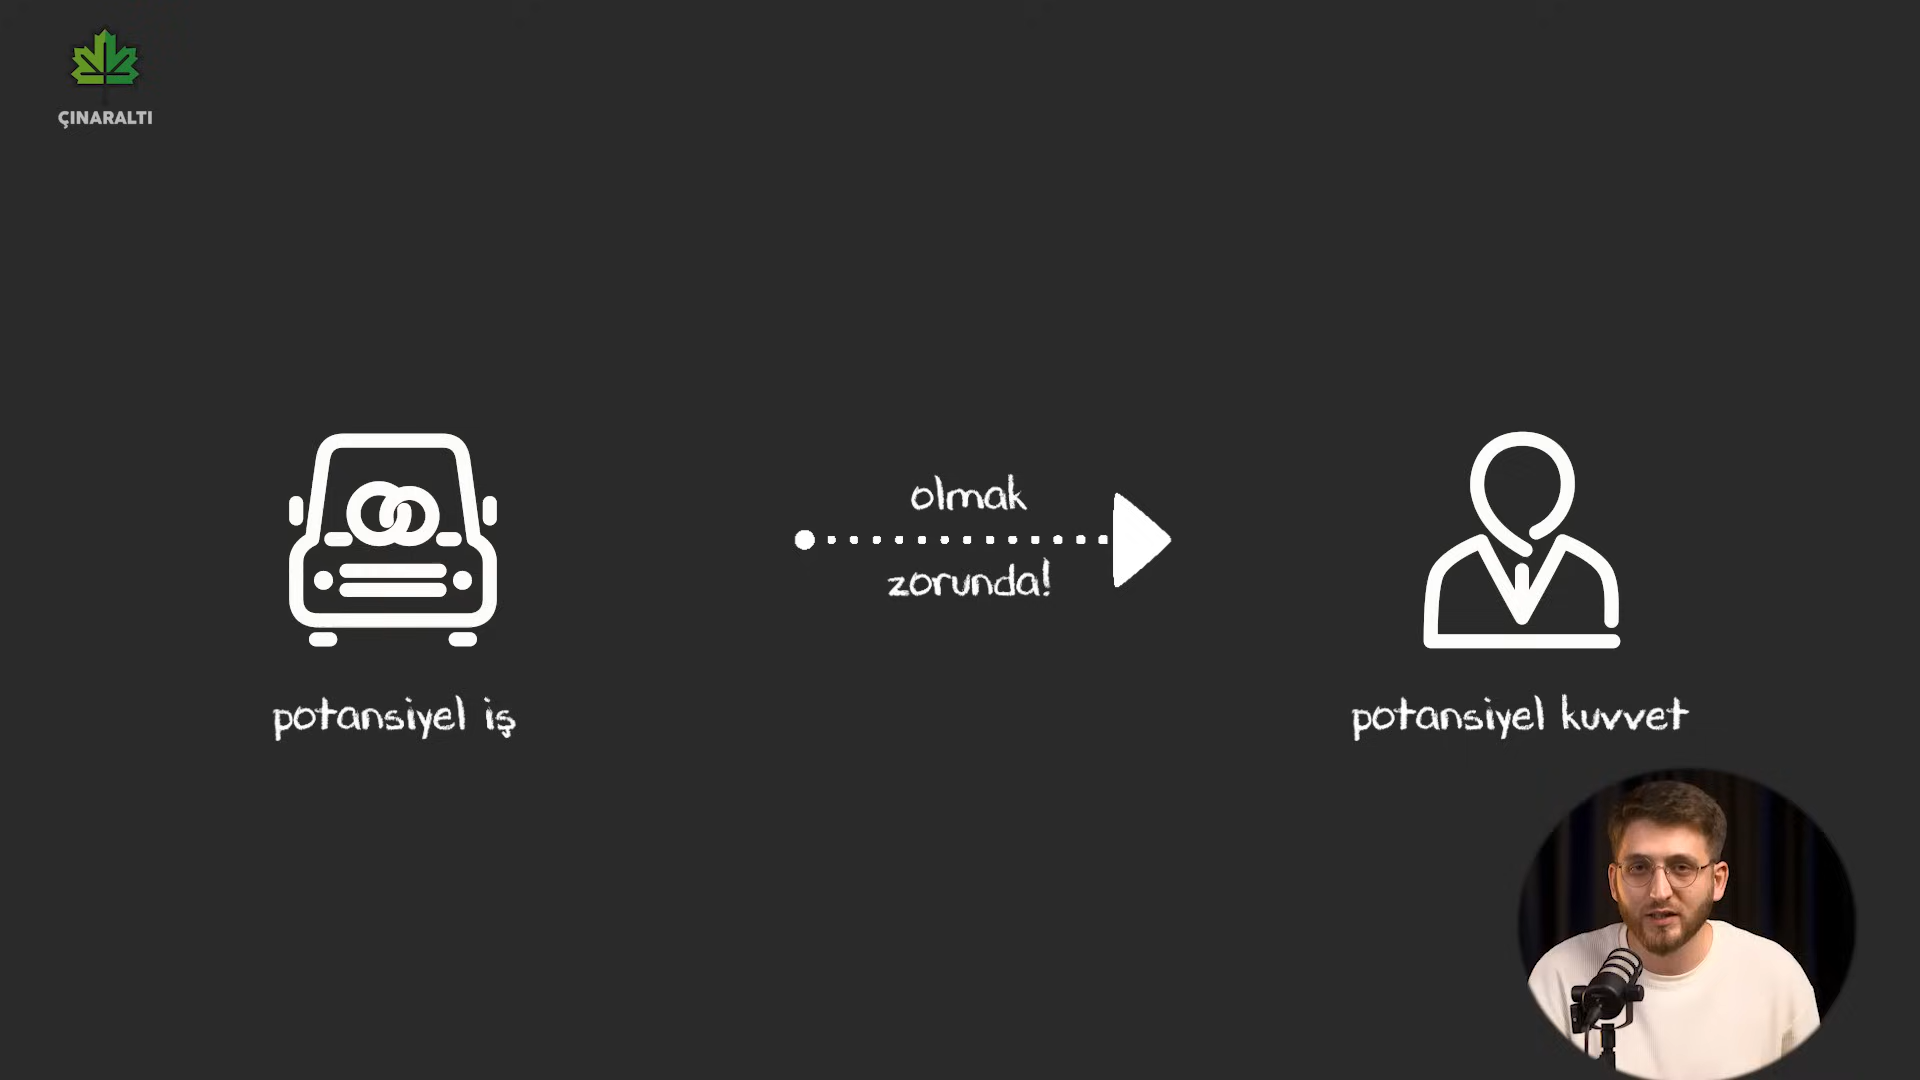 ÇINARALTI
olmak
zorunda!
potansiyel iş
potansiyel kuvvet